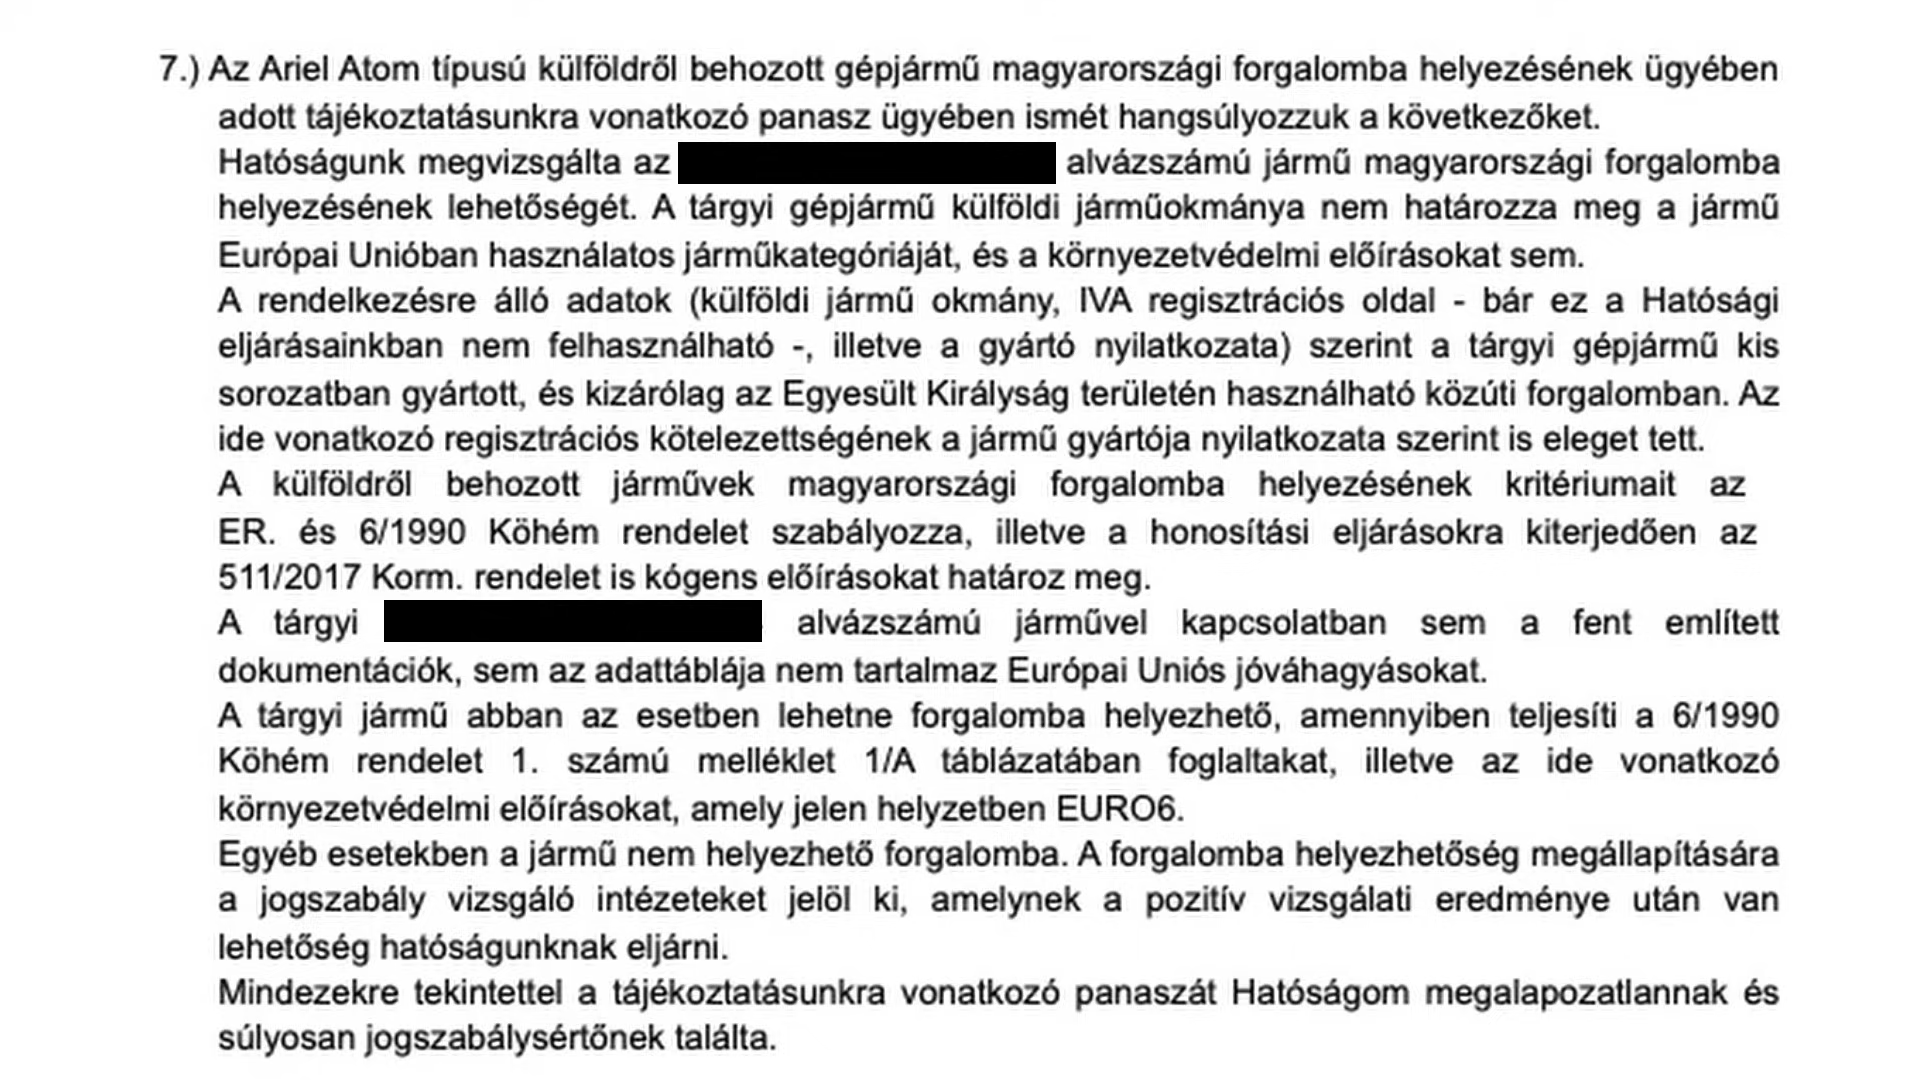 7.) Az Ariel Atom típusú külföldről behozott gépjármű magyarországi forgalomba helyezésének ügyében
adott tájékoztatásunkra vonatkozó panasz ügyében ismét hangsúlyozzuk a következőket.
Hatóságunk megvizsgálta az alvázszámú jármű magyarországi forgalomba
helyezésének lehetőségét. A tárgyi gépjármű külföldi járműokmánya nem határozza meg a jármű
Európai Unióban használatos járműkategóriáját, és a környezetvédelmi előírásokat sem.
A rendelkezésre álló adatok (külföldi jármű okmány, IVA regisztrációs oldal - bár ez a Hatósági
eljárásainkban nem felhasználható -, illetve a gyártó nyilatkozata) szerint a tárgyi gépjármű kis
sorozatban gyártott, és kizárólag az Egyesült Királyság területén használható közúti forgalomban. Az
ide vonatkozó regisztrációs kötelezettségének a jármű gyártója nyilatkozata szerint is eleget tett.
A külföldről behozott járművek magyarországi forgalomba helyezésének kritériumait az
ER. és 6/1990 Köhém rendelet szabályozza, illetve a honosítási eljárásokra kiterjedően az
511/2017 Korm. rendelet is kógens előírásokat határoz meg.
A tárgyi alvázszámú járművel kapcsolatban sem a fent említett
dokumentációk, sem az adattáblája nem tartalmaz Európai Uniós jóváhagyásokat.
A tárgyi jármű abban az esetben lehetne forgalomba helyezhető, amennyiben teljesíti a 6/1990
Köhém rendelet 1. számú melléklet 1/A táblázatában foglaltakat, illetve az ide vonatkozó
környezetvédelmi előírásokat, amely jelen helyzetben EURO6.
Egyéb esetekben a jármű nem helyezhető forgalomba. A forgalomba helyezhetőség megállapítására
a jogszabály vizsgáló intézeteket jelöl ki, amelynek a pozitív vizsgálati eredménye után van
lehetőség hatóságunknak eljárni.
Mindezekre tekintettel a tájékoztatásunkra vonatkozó panaszát Hatóságom megalapozatlannak és
súlyosan jogszabálysértőnek találta.